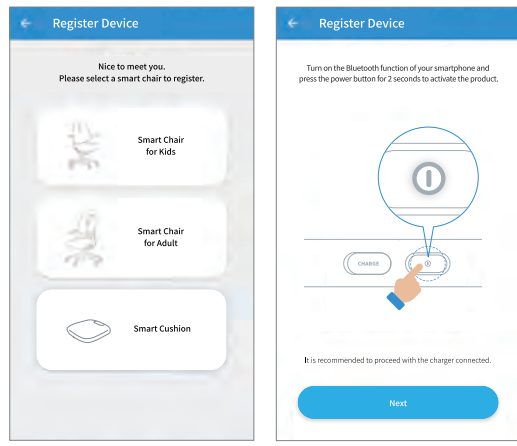 Register Device
Nice to meet you.
Please select a smart chair to register.
Smart Chair
for Kids
Smart Chair
for Adult
Smart Cushion
Register Device
Turn on the Bluetooth function of your smartphone and
press the power button for 2 seconds to activate the product.
CHARGE
It is recommended to proceed with the charger connected.
Next